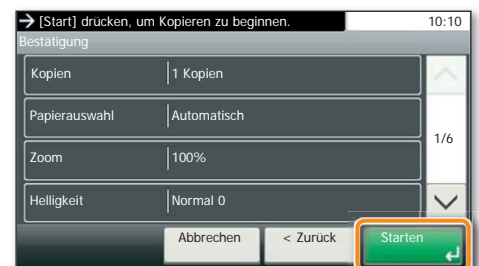 → [Start] drücken, um Kopieren zu beginnen. 10:10
Bestätigung
Kopien 1 Kopien
Papierauswahl Automatisch
1/6
Zoom 100%
Helligkeit Normal 0
Abbrechen < Zurück Starten